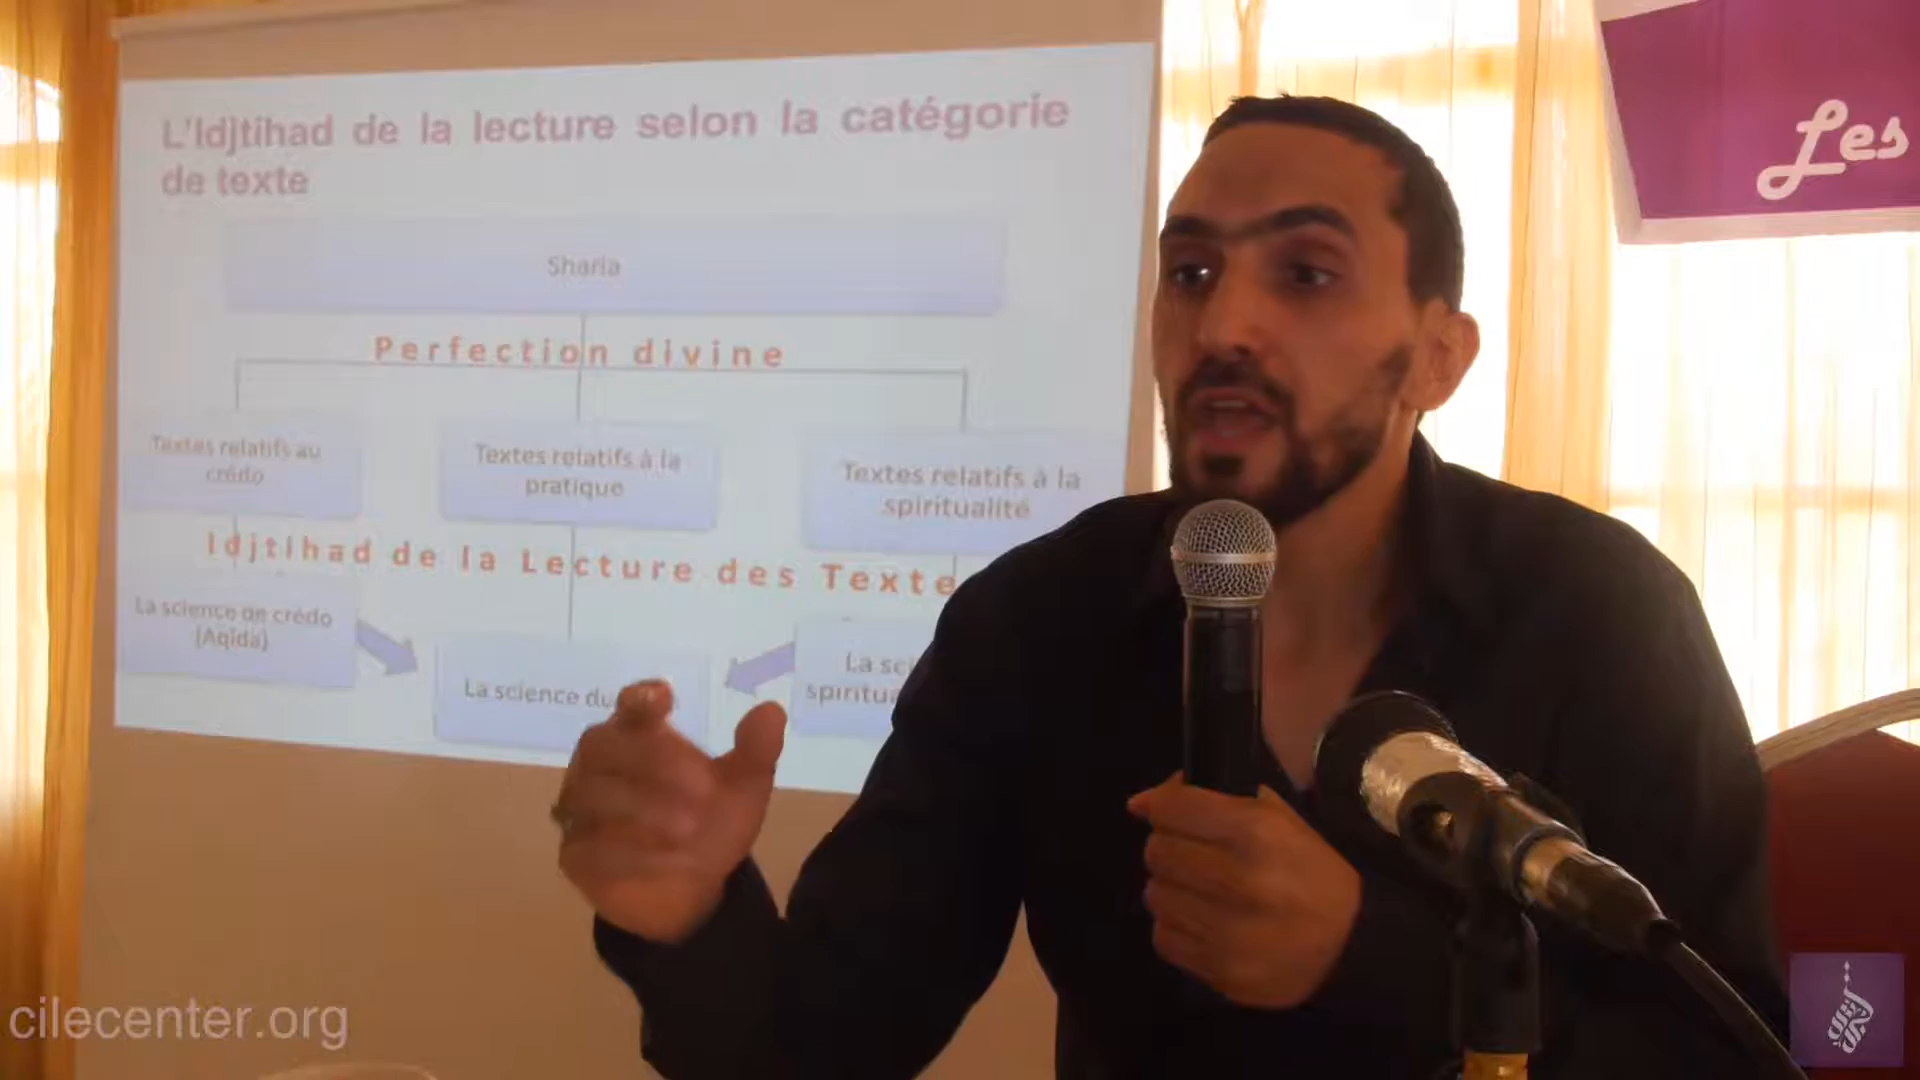 L'Idjtihad de la lecture selon la catégorie
de texte
Sharia
Perfection divine
Textes relatifs au
crédo
Textes relatifs à la
pratique
Textes relatifs à la
spiritualité
Idjtihad de la Lecture des Texte
La science de crédo
(Aqida)
La science du
La
Les
cilecenter.org